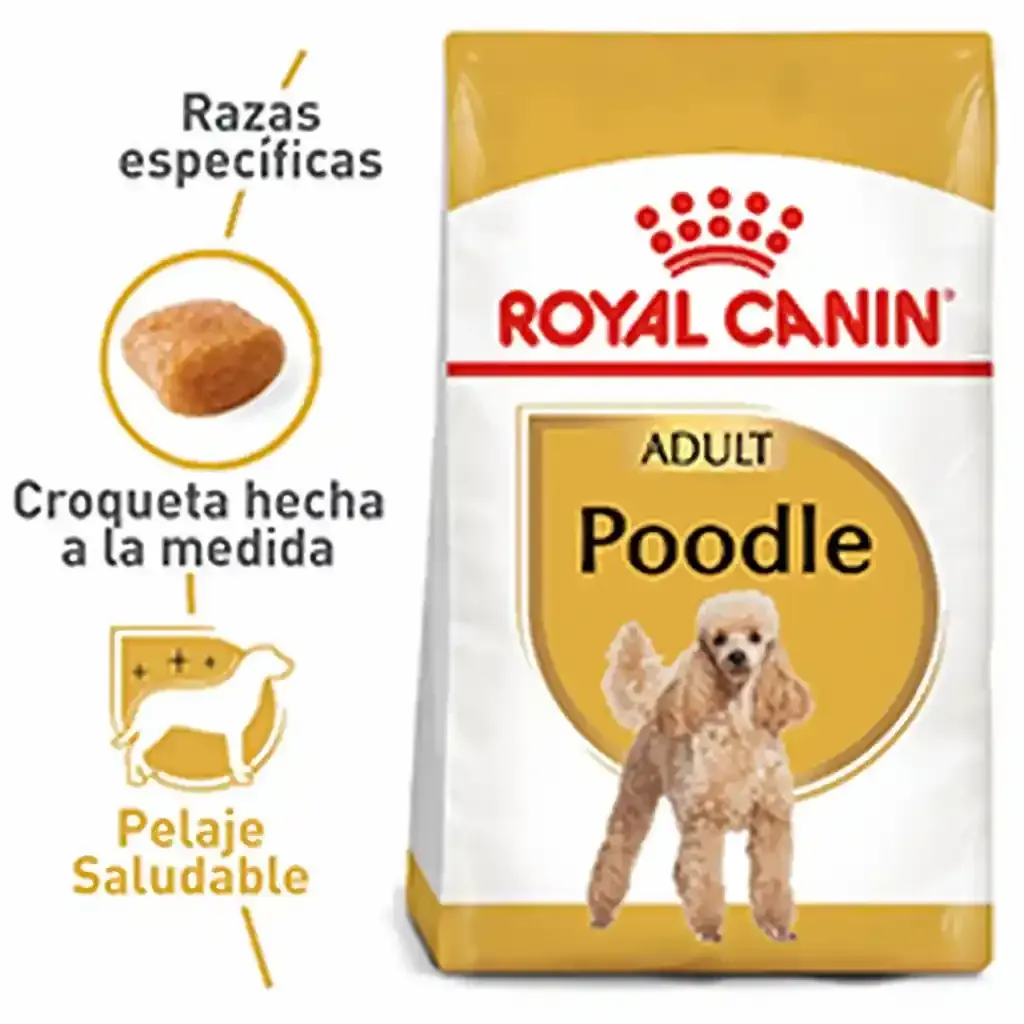 Razas
específicas
Croqueta hecha
a la medida
Pelaje
Saludable
ROYAL CANIN®
ADULT
Poodle